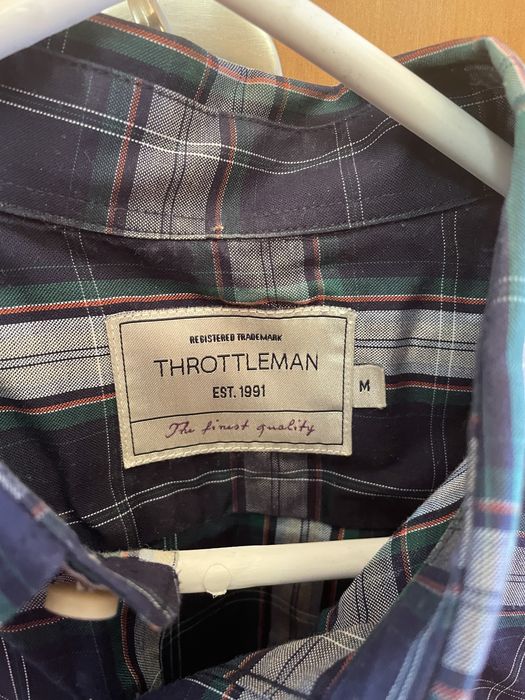 REGISTERED TRADEMARK
THROTTLEMAN
EST. 1991
The finest quality
M